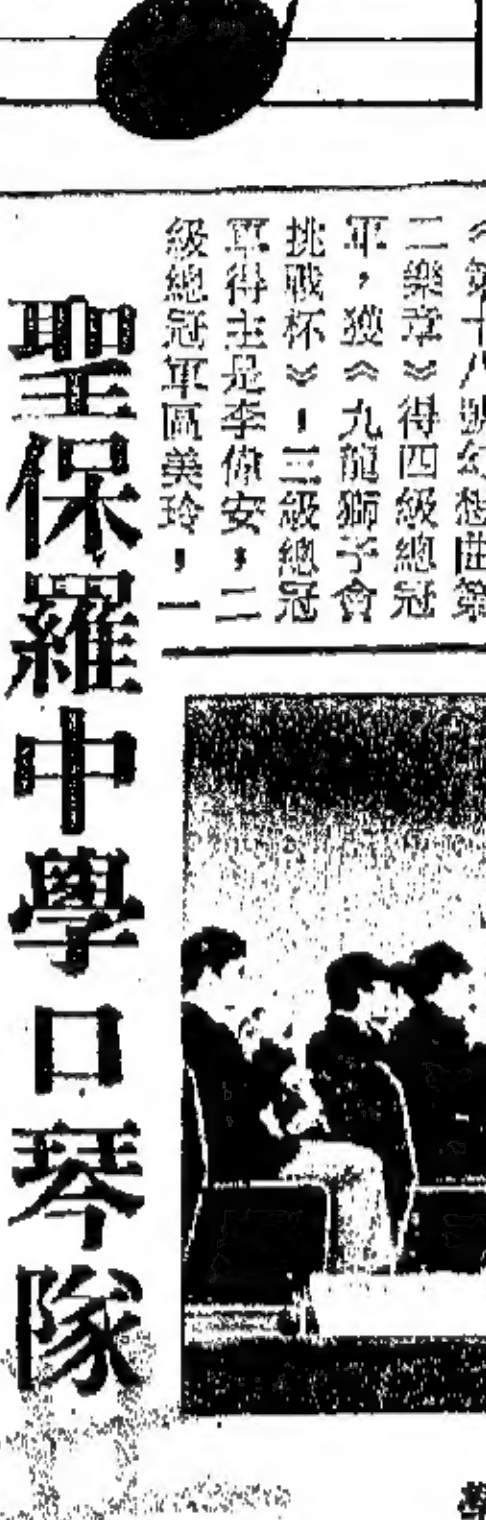 《第十八號幻想曲第
二樂章》得四級總冠
軍，獲《九龍獅子會
挑戰杯》！三級總冠
軍得主是李偉安；二
級總冠軍區美玲；一
聖保羅中學口琴隊